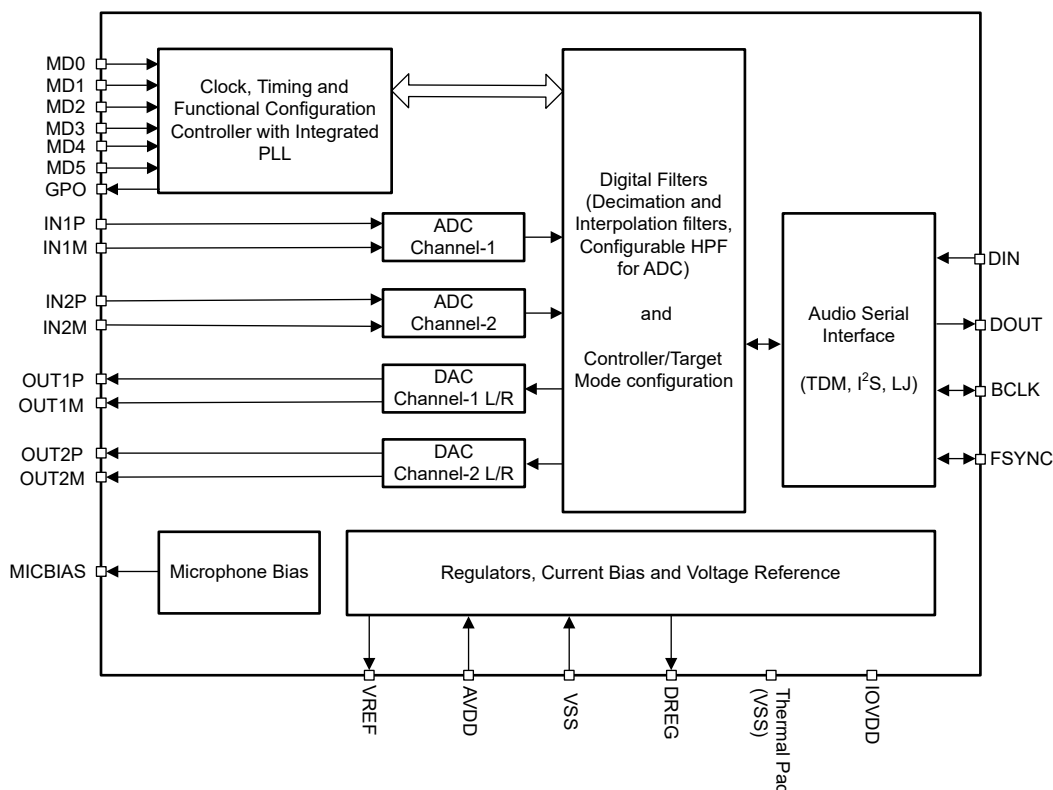 MD0
MD1
MD2
MD3
MD4
MD5
GPO
Clock, Timing and
Functional Configuration
Controller with Integrated
PLL
IN1P
IN1M
ADC
Channel-1
IN2P
IN2M
ADC
Channel-2
OUT1P
OUT1M
DAC
Channel-1 L/R
OUT2P
OUT2M
DAC
Channel-2 L/R
Digital Filters
(Decimation and
Interpolation filters,
Configurable HPF
for ADC)
and
Controller/Target
Mode configuration
Audio Serial
Interface
(TDM, I²S, LJ)
DIN
DOUT
BCLK
FSYNC
MICBIAS
Microphone Bias
Regulators, Current Bias and Voltage Reference
VREF
AVDD
VSS
DREG
Thermal Pad
(VSS)
IOVDD